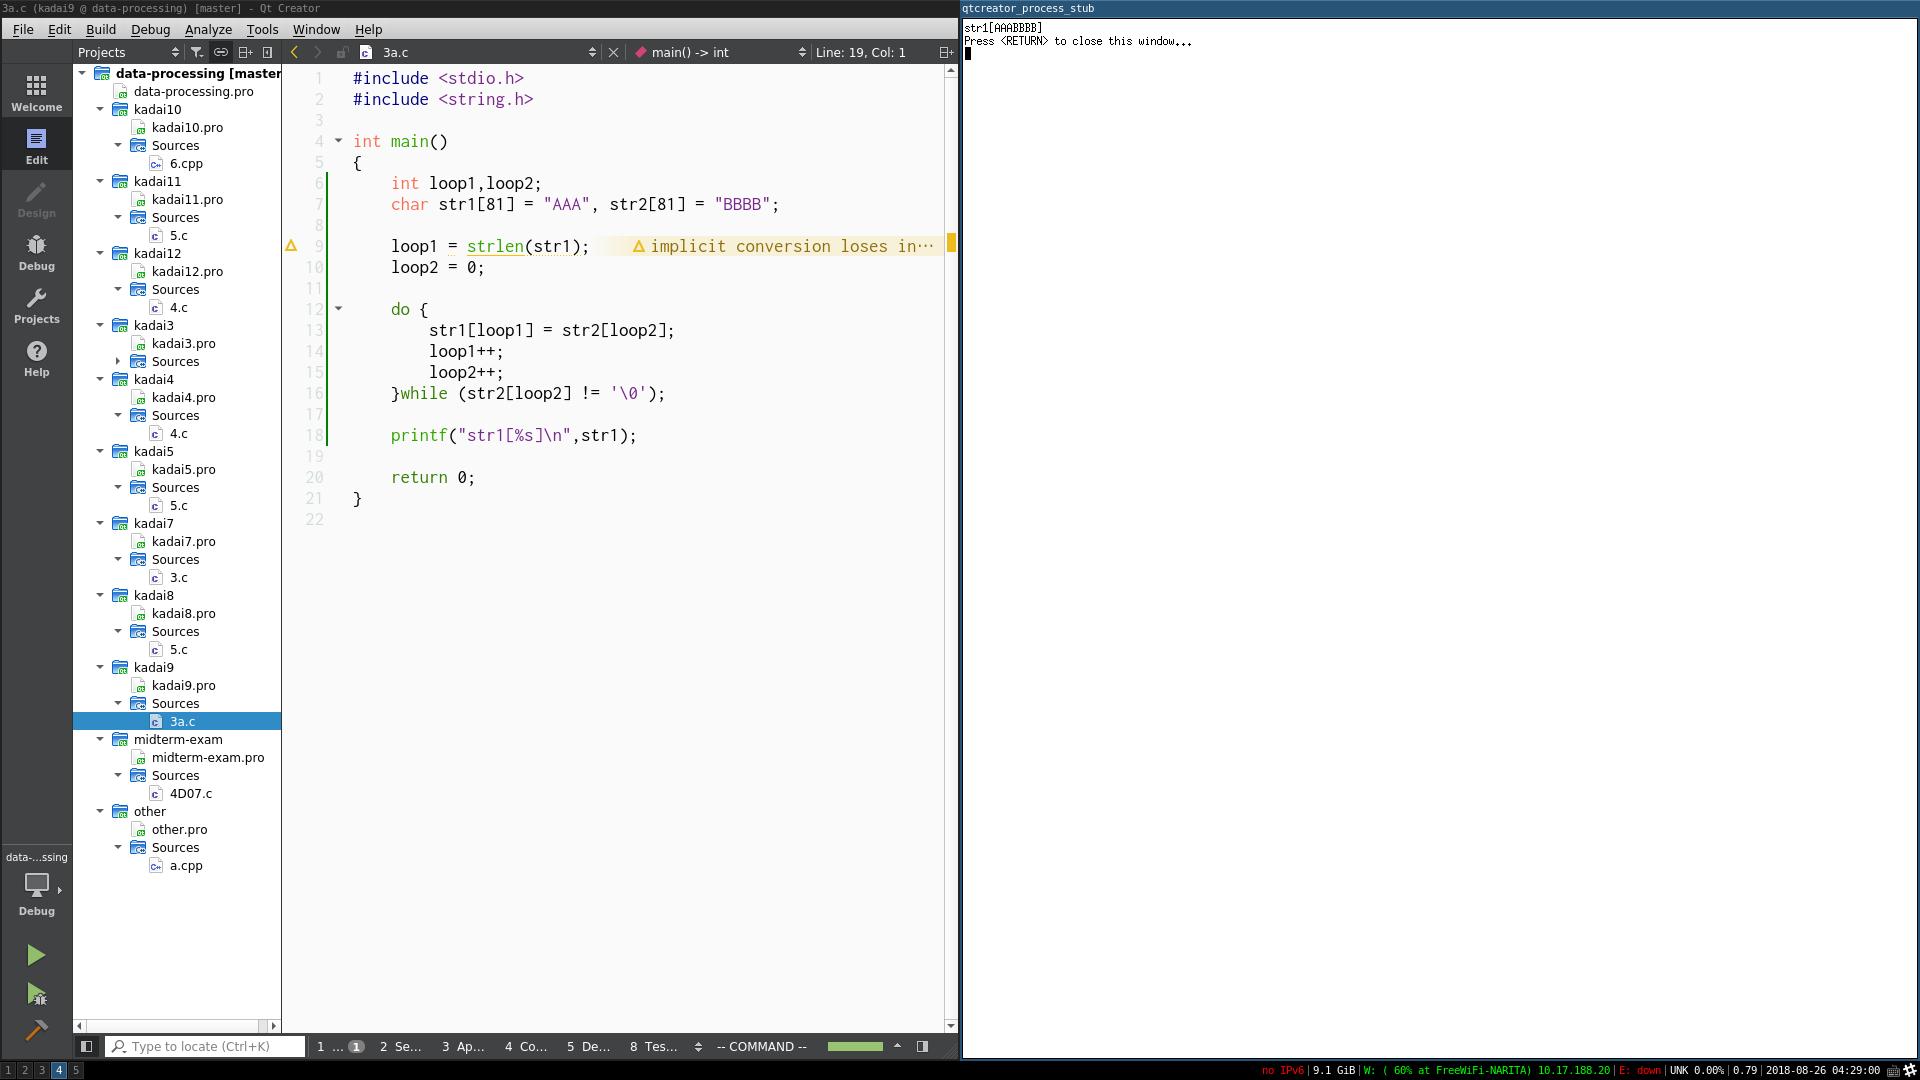 3a.c (kadai9 @ data-processing) [master] - Qt Creator
File Edit Build Debug Analyze Tools Window Help
Projects
3a.c
main() -> int
Line: 19, Col: 1
Welcome
Edit
Design
Debug
Projects
Help
data-...ssing
Debug
data-processing [master
data-processing.pro
kadai10
kadai10.pro
Sources
6.cpp
kadai11
kadai11.pro
Sources
5.c
kadai12
kadai12.pro
Sources
4.c
kadai3
kadai3.pro
Sources
kadai4
kadai4.pro
Sources
4.c
kadai5
kadai5.pro
Sources
5.c
kadai7
kadai7.pro
Sources
3.c
kadai8
kadai8.pro
Sources
5.c
kadai9
kadai9.pro
Sources
3a.c
midterm-exam
midterm-exam.pro
Sources
4D07.c
other
other.pro
Sources
a.cpp
1 #include <stdio.h>
2 #include <string.h>
3
4 int main()
5 {
6 int loop1,loop2;
7 char str1[81] = "AAA", str2[81] = "BBBB";
8
9 loop1 = strlen(str1); implicit conversion loses in⋯
10 loop2 = 0;
11
12 do {
13 str1[loop1] = str2[loop2];
14 loop1++;
15 loop2++;
16 }while (str2[loop2] != '\0');
17
18 printf("str1[%s]\n",str1);
19
20 return 0;
21 }
22
Type to locate (Ctrl+K)
1 ... 1 2 Se... 3 Ap... 4 Co... 5 De... 8 Tes... -- COMMAND --
qtcreator_process_stub
str1[AAABBBB]
Press <RETURN> to close this window...
1 2 3 4 5
no IPv6|9.1 GiB|W: ( 60% at FreeWiFi-NARITA) 10.17.188.20|E: down|UNK 0.00%|0.79|2018-08-26 04:29:00